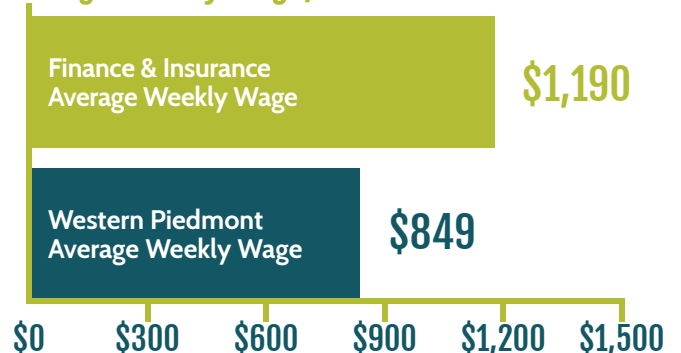 Finance & Insurance
Average Weekly Wage
$1,190
Western Piedmont
Average Weekly Wage
$849
$0 $300 $600 $900 $1,200 $1,500